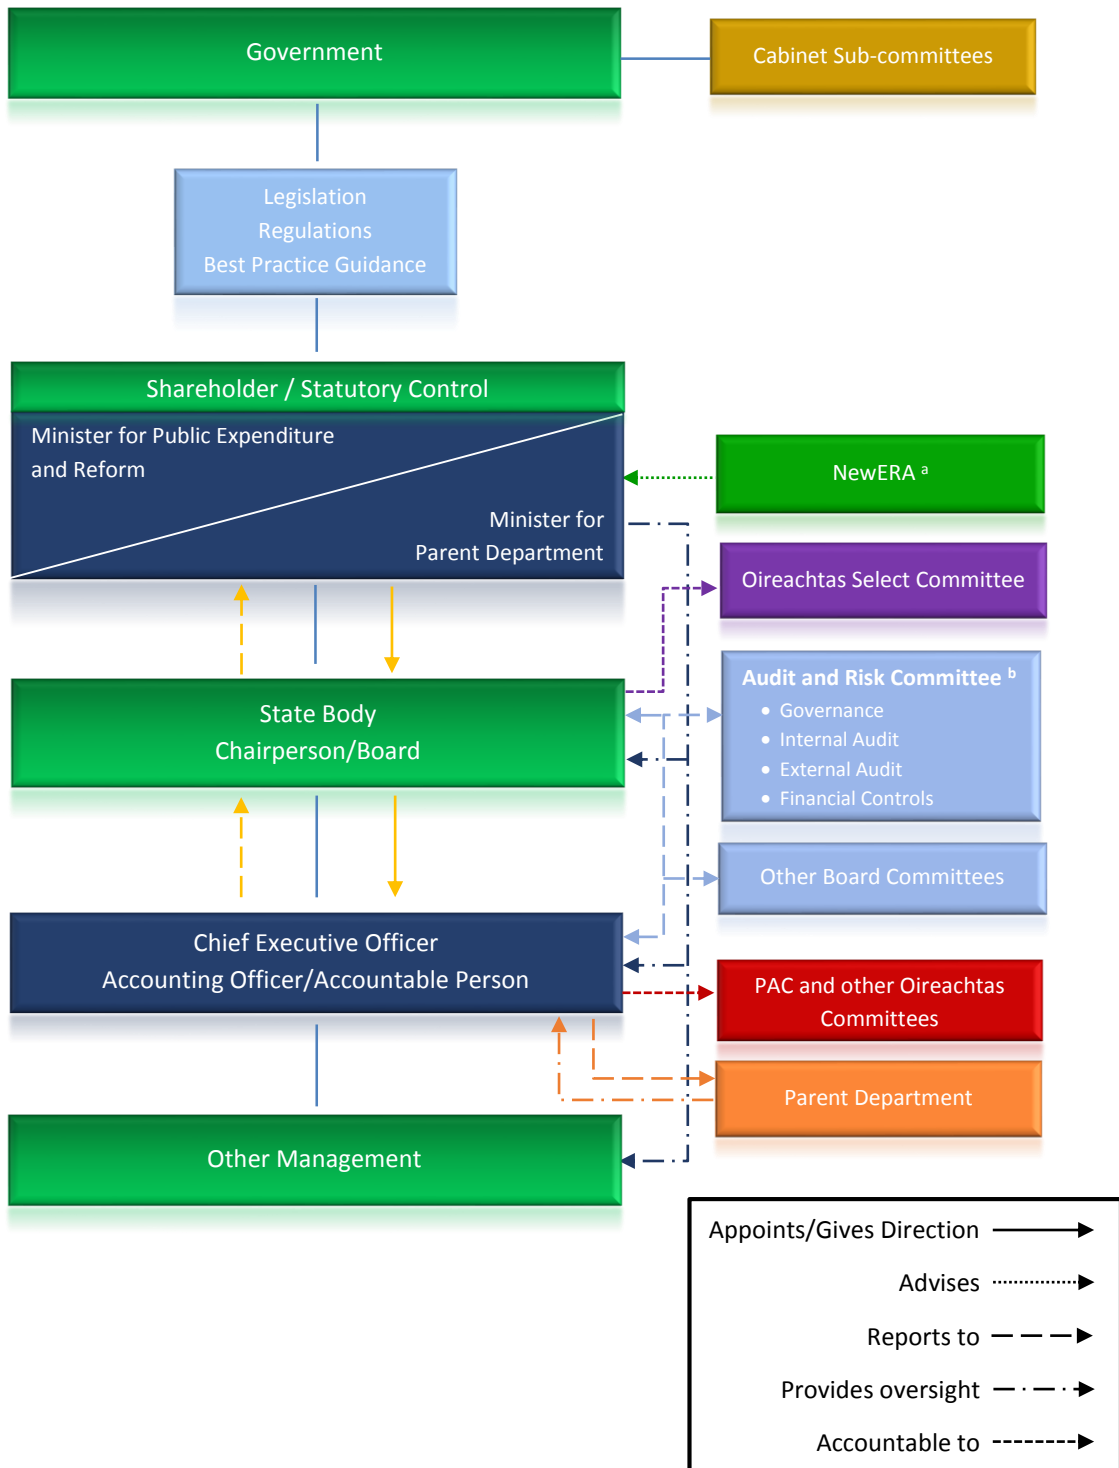 Government
Cabinet Sub-committees
Legislation
Regulations
Best Practice Guidance
Shareholder / Statutory Control
Minister for Public Expenditure
and Reform
Minister for
Parent Department
NewERA ᵃ
Oireachtas Select Committee
State Body
Chairperson/Board
Audit and Risk Committee ᵇ
• Governance
• Internal Audit
• External Audit
• Financial Controls
Other Board Committees
Chief Executive Officer
Accounting Officer/Accountable Person
PAC and other Oireachtas
Committees
Parent Department
Other Management
Appoints/Gives Direction
Advises
Reports to
Provides oversight
Accountable to